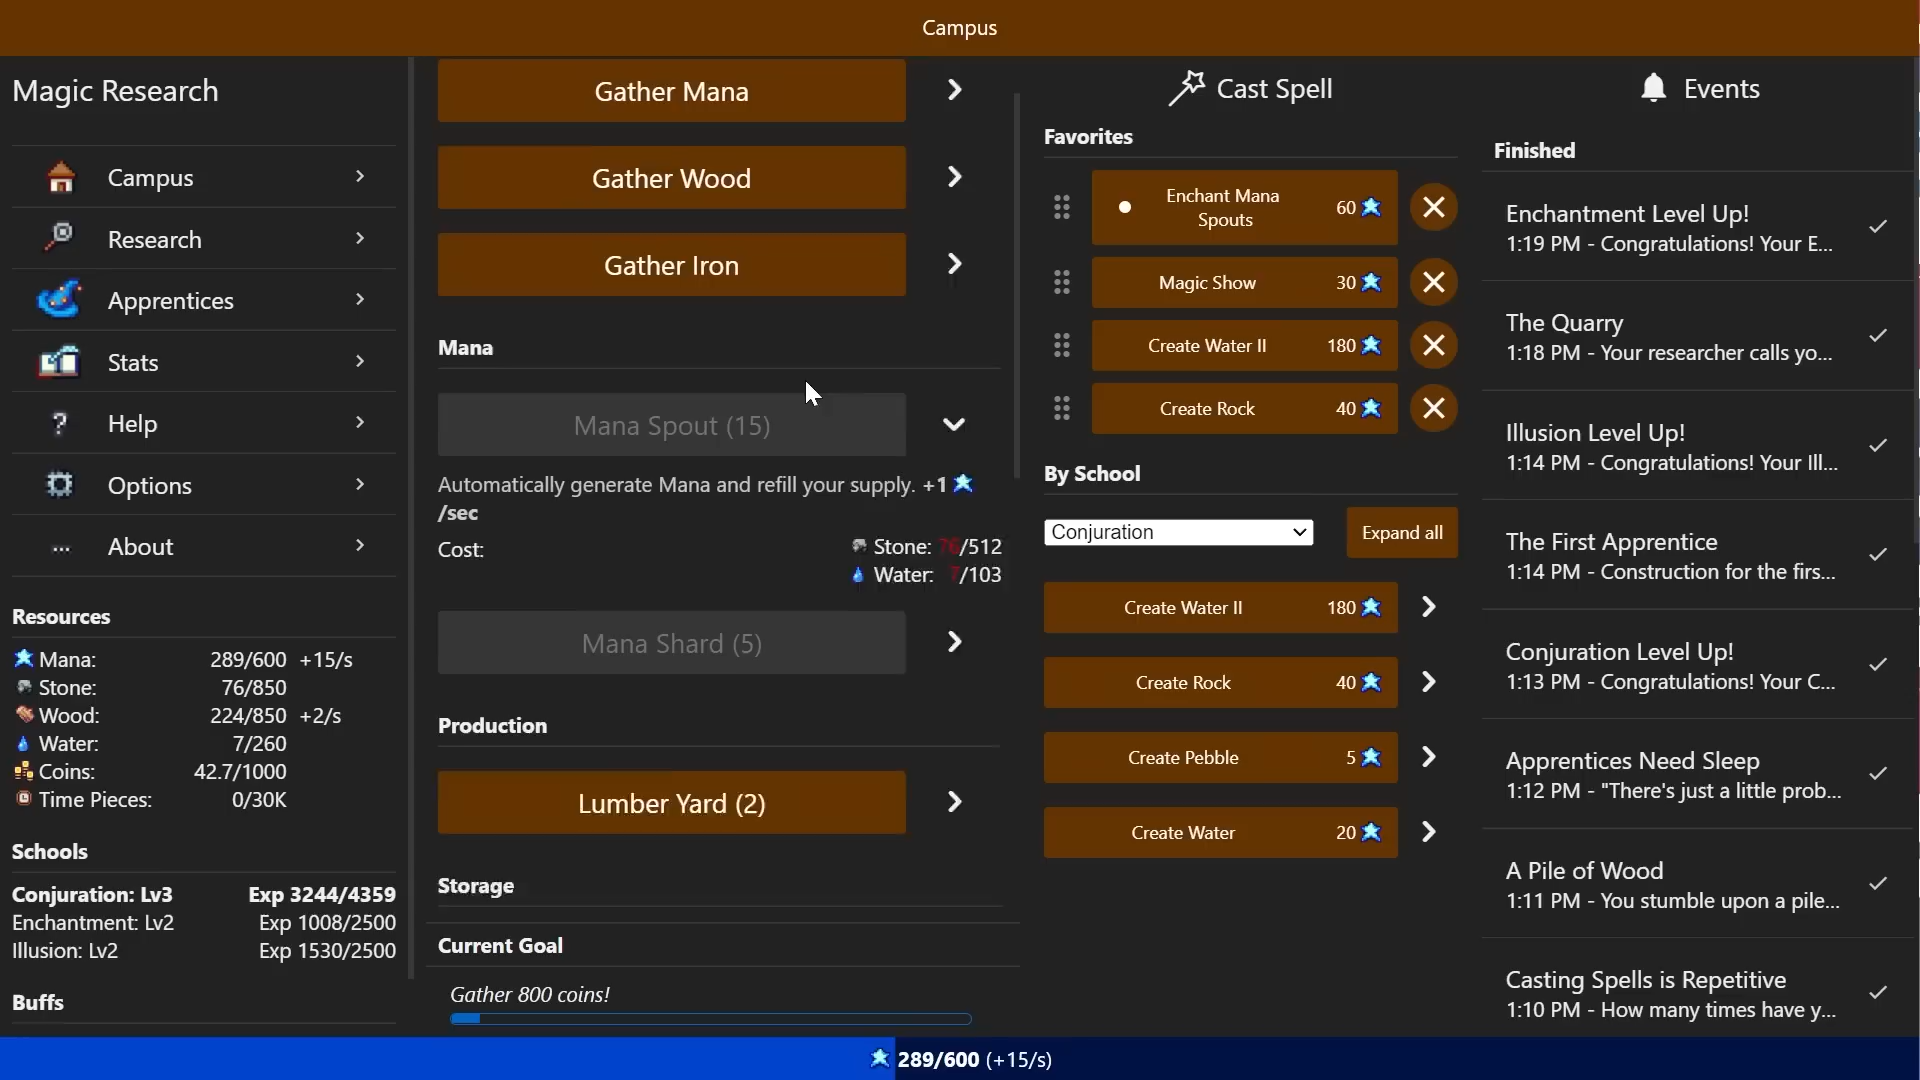 Campus
Magic Research
Campus
Research
Apprentices
Stats
? Help
Options
... About
Resources
Mana: 289/600 +15/s
Stone: 76/850
Wood: 224/850 +2/s
Water: 7/260
Coins: 42.7/1000
Time Pieces: 0/30K
Schools
Conjuration: Lv3 Exp 3244/4359
Enchantment: Lv2 Exp 1008/2500
Illusion: Lv2 Exp 1530/2500
Buffs
Gather Mana
Gather Wood
Gather Iron
Mana
Mana Spout (15)
Automatically generate Mana and refill your supply. +1
/sec
Cost: Stone: 76/512
Water: 7/103
Mana Shard (5)
Production
Lumber Yard (2)
Storage
Current Goal
Gather 800 coins!
Cast Spell
Favorites
Enchant Mana
Spouts 60
Magic Show 30
Create Water II 180
Create Rock 40
By School
Conjuration Expand all
Create Water II 180
Create Rock 40
Create Pebble 5
Create Water 20
Events
Finished
Enchantment Level Up!
1:19 PM - Congratulations! Your E...
The Quarry
1:18 PM - Your researcher calls yo...
Illusion Level Up!
1:14 PM - Congratulations! Your Ill...
The First Apprentice
1:14 PM - Construction for the firs...
Conjuration Level Up!
1:13 PM - Congratulations! Your C...
Apprentices Need Sleep
1:12 PM - "There's just a little prob...
A Pile of Wood
1:11 PM - You stumble upon a pile...
Casting Spells is Repetitive
1:10 PM - How many times have y...
289/600 (+15/s)